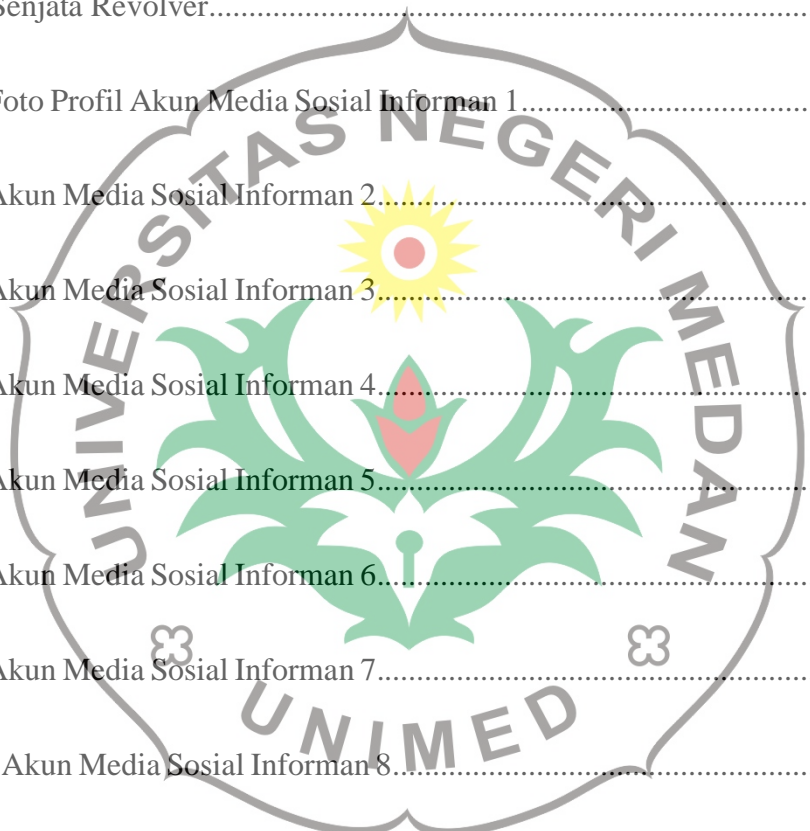 Senjata Revolver..........................................................................
Foto Profil Akun Media Sosial Informan 1....................................
Akun Media Sosial Informan 2.....................................................
Akun Media Sosial Informan 3.....................................................
Akun Media Sosial Informan 4.....................................................
Akun Media Sosial Informan 5.....................................................
Akun Media Sosial Informan 6.....................................................
Akun Media Sosial Informan 7.....................................................
Akun Media Sosial Informan 8.....................................................
UNIVERSITAS NEGERI MEDAN
UNIMED